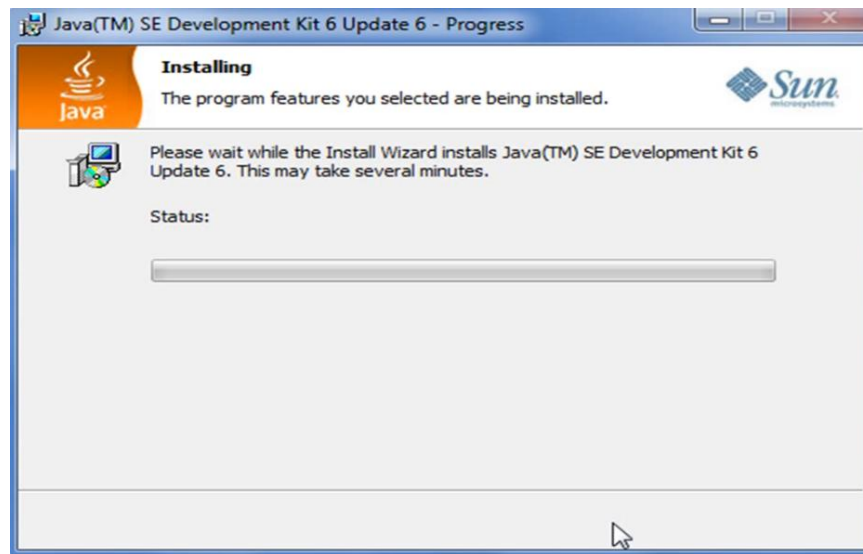 Java(TM) SE Development Kit 6 Update 6 - Progress
Installing
The program features you selected are being installed.
Java
Sun
microsystems
Please wait while the Install Wizard installs Java(TM) SE Development Kit 6
Update 6. This may take several minutes.
Status: